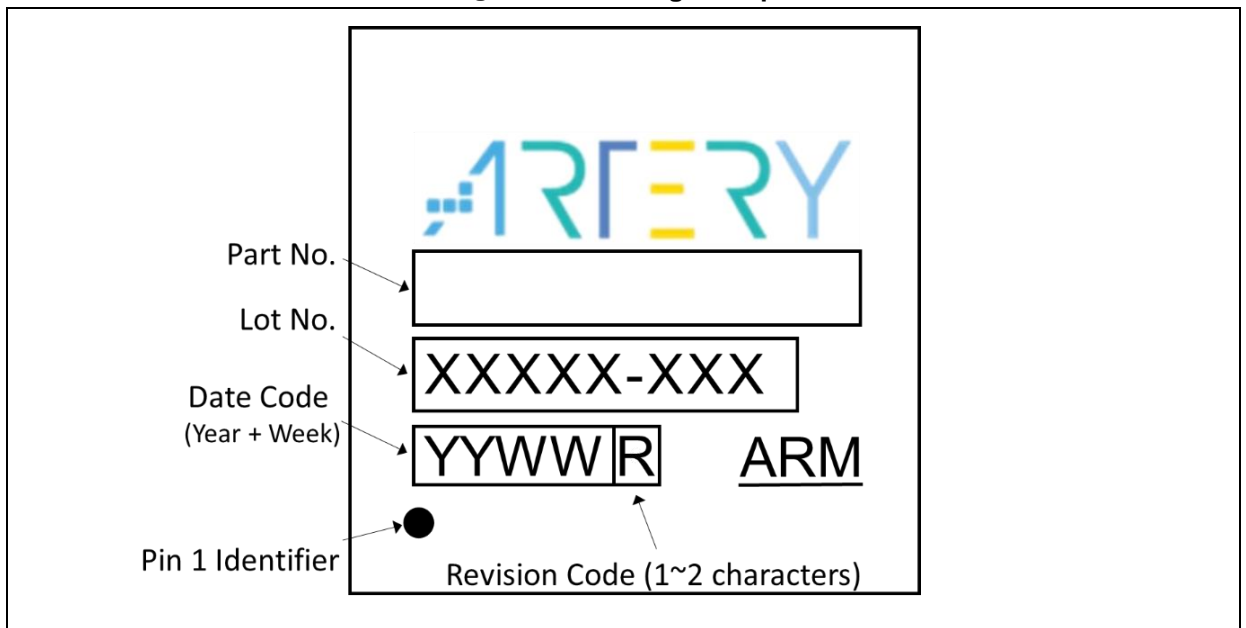 ARTERY
Part No.
Lot No.
XXXXX-XXX
Date Code
(Year + Week)
YYWW R ARM
Pin 1 Identifier
Revision Code (1~2 characters)